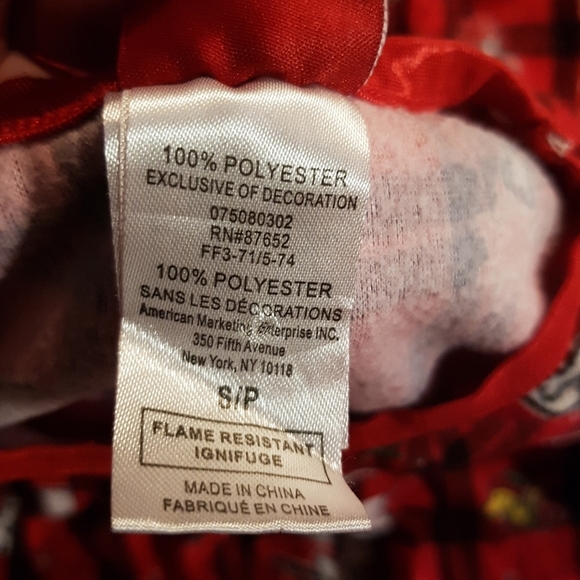 100% POLYESTER
EXCLUSIVE OF DECORATION
075080302
RN#87652
FF3-71/5-74
100% POLYESTER
SANS LES DÉCORATIONS
American Marketing Enterprise INC.
350 Fifth Avenue
New York, NY 10118
S/P
FLAME RESISTANT
IGNIFUGE
MADE IN CHINA
FABRIQUÉ EN CHINE